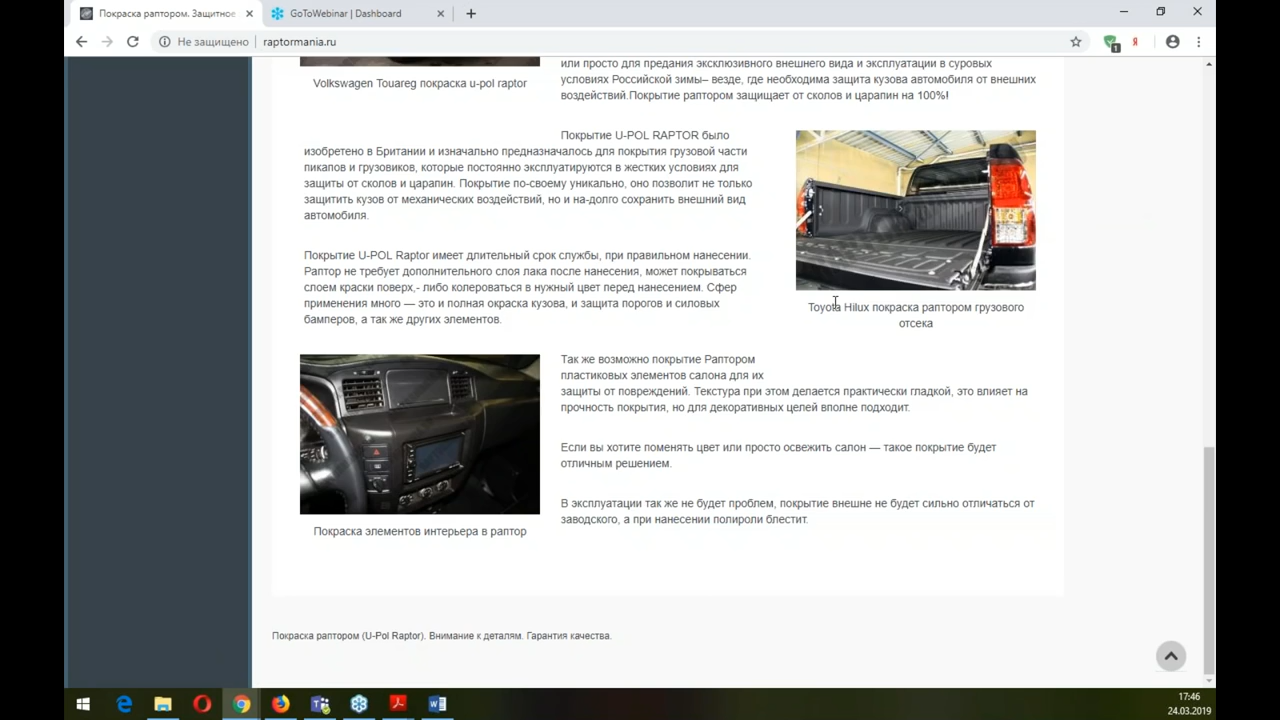 Покраска раптором. Защитное
GoToWebinar | Dashboard
Не защищено
raptormania.ru
1
Я
Volkswagen Touareg покраска u-pol raptor
или просто для предания эксклюзивного внешнего вида и эксплуатации в суровых
условиях Российской зимы– везде, где необходима защита кузова автомобиля от внешних
воздействий.Покрытие раптором защищает от сколов и царапин на 100%!
Покрытие U-POL RAPTOR было
изобретено в Британии и изначально предназначалось для покрытия грузовой части
пикапов и грузовиков, которые постоянно эксплуатируются в жестких условиях для
защиты от сколов и царапин. Покрытие по-своему уникально, оно позволит не только
защитить кузов от механических воздействий, но и на-долго сохранить внешний вид
автомобиля.
Покрытие U-POL Raptor имеет длительный срок службы, при правильном нанесении.
Раптор не требует дополнительного слоя лака после нанесения, может покрываться
слоем краски поверх,- либо колероваться в нужный цвет перед нанесением. Сфер
применения много — это и полная окраска кузова, и защита порогов и силовых
бамперов, а так же других элементов.
Toyota Hilux покраска раптором грузового
отсека
Так же возможно покрытие Раптором
пластиковых элементов салона для их
защиты от повреждений. Текстура при этом делается практически гладкой, это влияет на
прочность покрытия, но для декоративных целей вполне подходит.
Если вы хотите поменять цвет или просто освежить салон — такое покрытие будет
отличным решением.
В эксплуатации так же не будет проблем, покрытие внешне не будет сильно отличаться от
заводского, а при нанесении полироли блестит.
Покраска элементов интерьера в раптор
Покраска раптором (U-Pol Raptor). Внимание к деталям. Гарантия качества.
17:46
24.03.2019